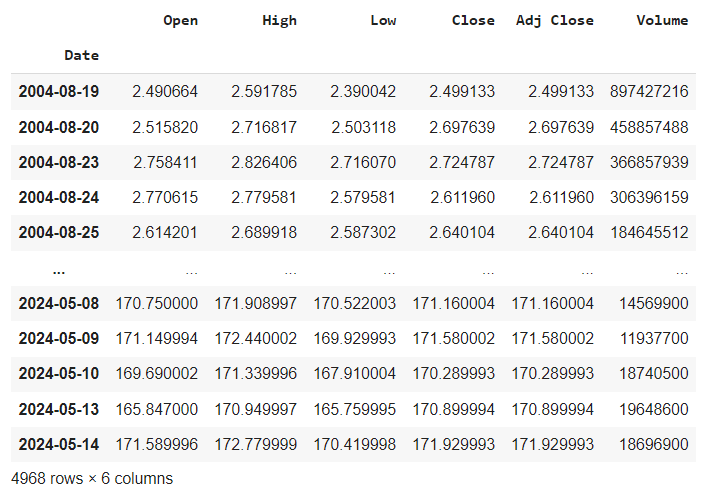 Open High Low Close Adj Close Volume
Date
2004-08-19 2.490664 2.591785 2.390042 2.499133 2.499133 897427216
2004-08-20 2.515820 2.716817 2.503118 2.697639 2.697639 458857488
2004-08-23 2.758411 2.826406 2.716070 2.724787 2.724787 366857939
2004-08-24 2.770615 2.779581 2.579581 2.611960 2.611960 306396159
2004-08-25 2.614201 2.689918 2.587302 2.640104 2.640104 184645512
... ... ... ... ... ... ...
2024-05-08 170.750000 171.908997 170.522003 171.160004 171.160004 14569900
2024-05-09 171.149994 172.440002 169.929993 171.580002 171.580002 11937700
2024-05-10 169.690002 171.339996 167.910004 170.289993 170.289993 18740500
2024-05-13 165.847000 170.949997 165.759995 170.899994 170.899994 19648600
2024-05-14 171.589996 172.779999 170.419998 171.929993 171.929993 18696900
4968 rows × 6 columns